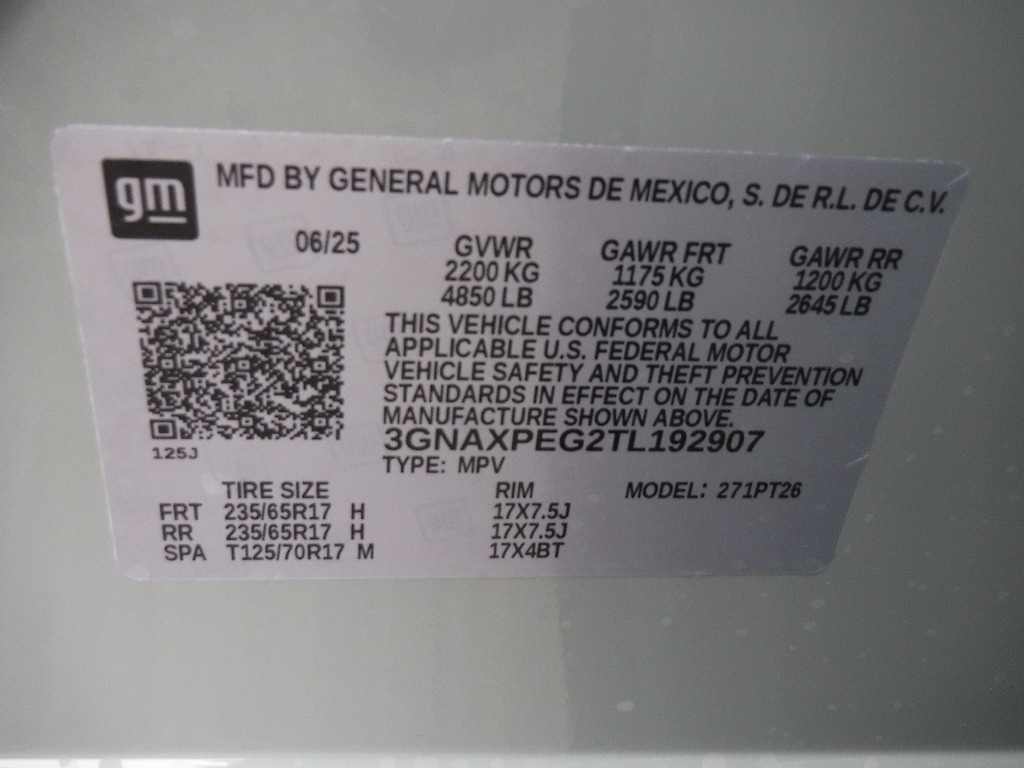 gm
MFD BY GENERAL MOTORS DE MEXICO, S. DE R.L. DE C.V.
06/25 GVWR GAWR FRT GAWR RR
2200 KG 1175 KG 1200 KG
4850 LB 2590 LB 2645 LB
THIS VEHICLE CONFORMS TO ALL
APPLICABLE U.S. FEDERAL MOTOR
VEHICLE SAFETY AND THEFT PREVENTION
STANDARDS IN EFFECT ON THE DATE OF
MANUFACTURE SHOWN ABOVE.
3GNAXPEG2TL192907
125J
TYPE: MPV
TIRE SIZE RIM MODEL: 271PT26
FRT 235/65R17 H 17X7.5J
RR 235/65R17 H 17X7.5J
SPA T125/70R17 M 17X4BT